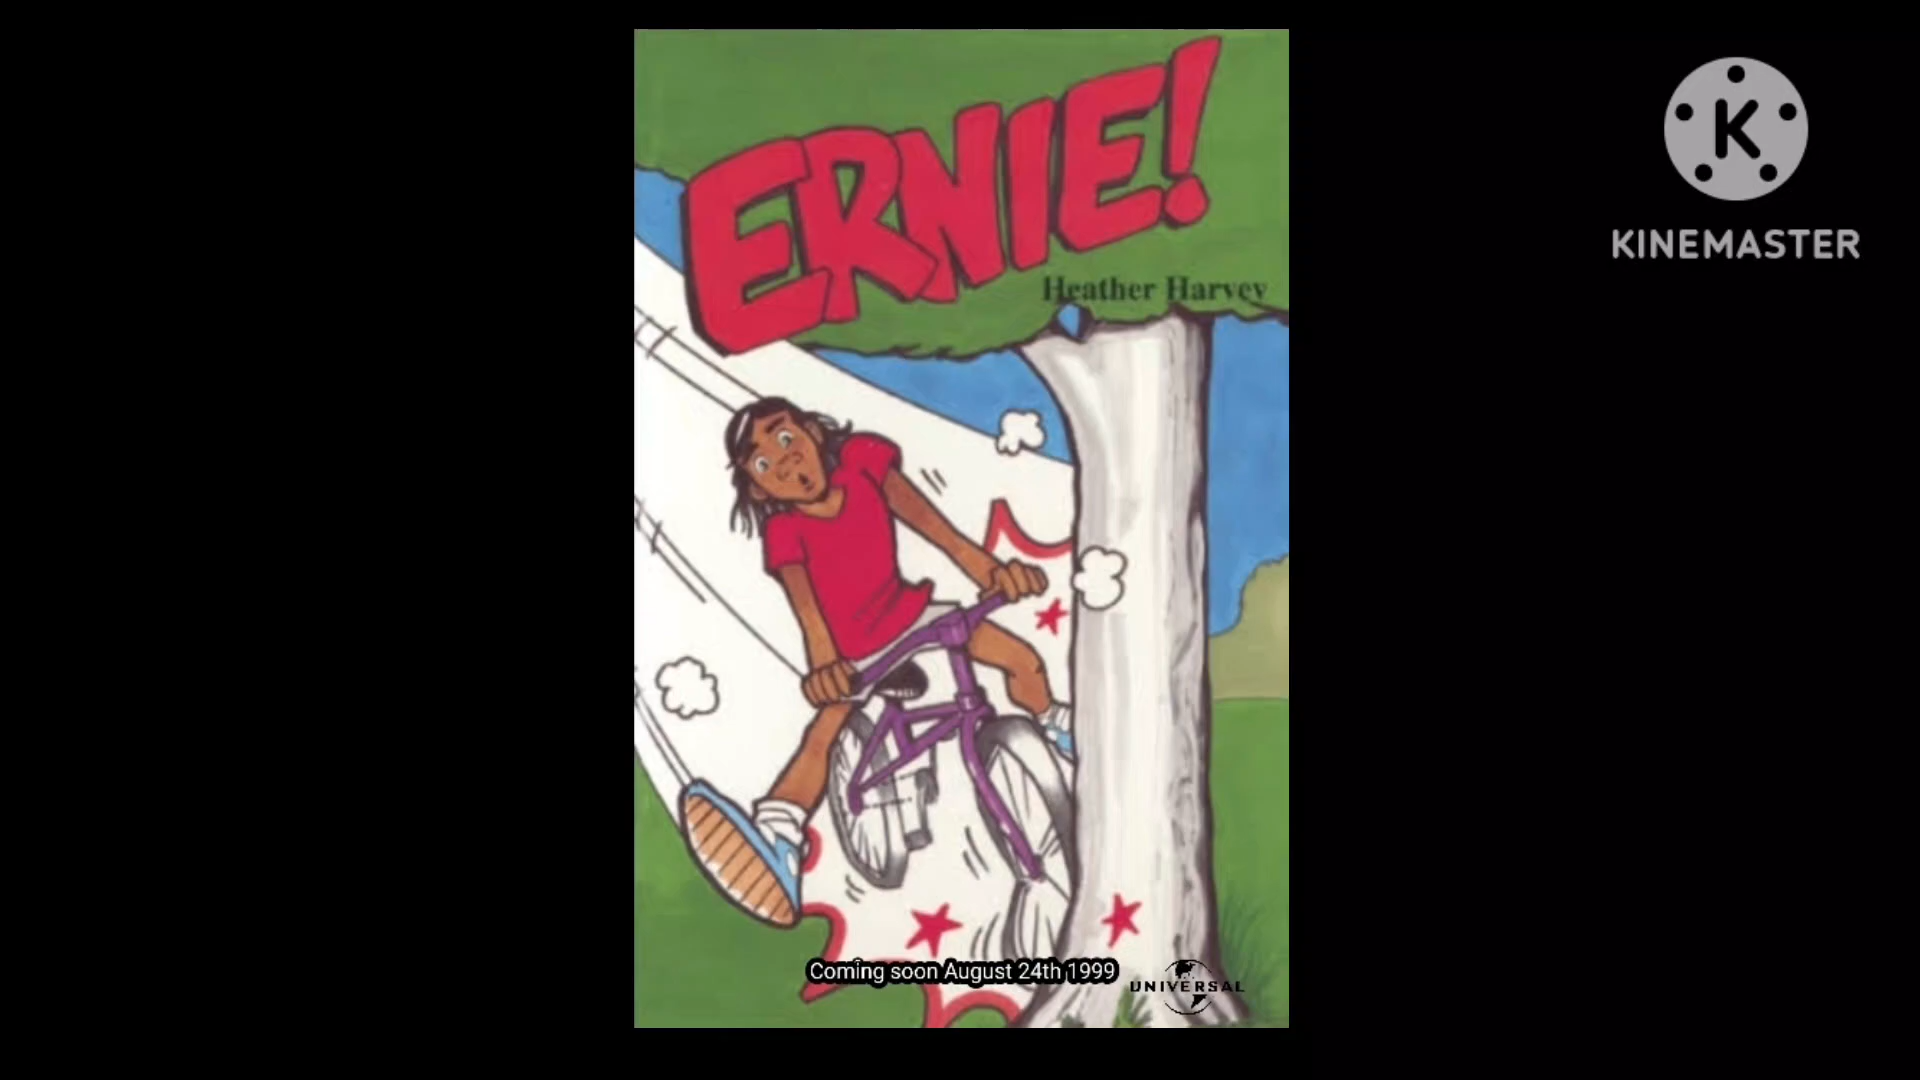 ERNIE!
Heather Harvey
K
KINEMASTER
Coming soon August 24th 1999
UNIVERSAL